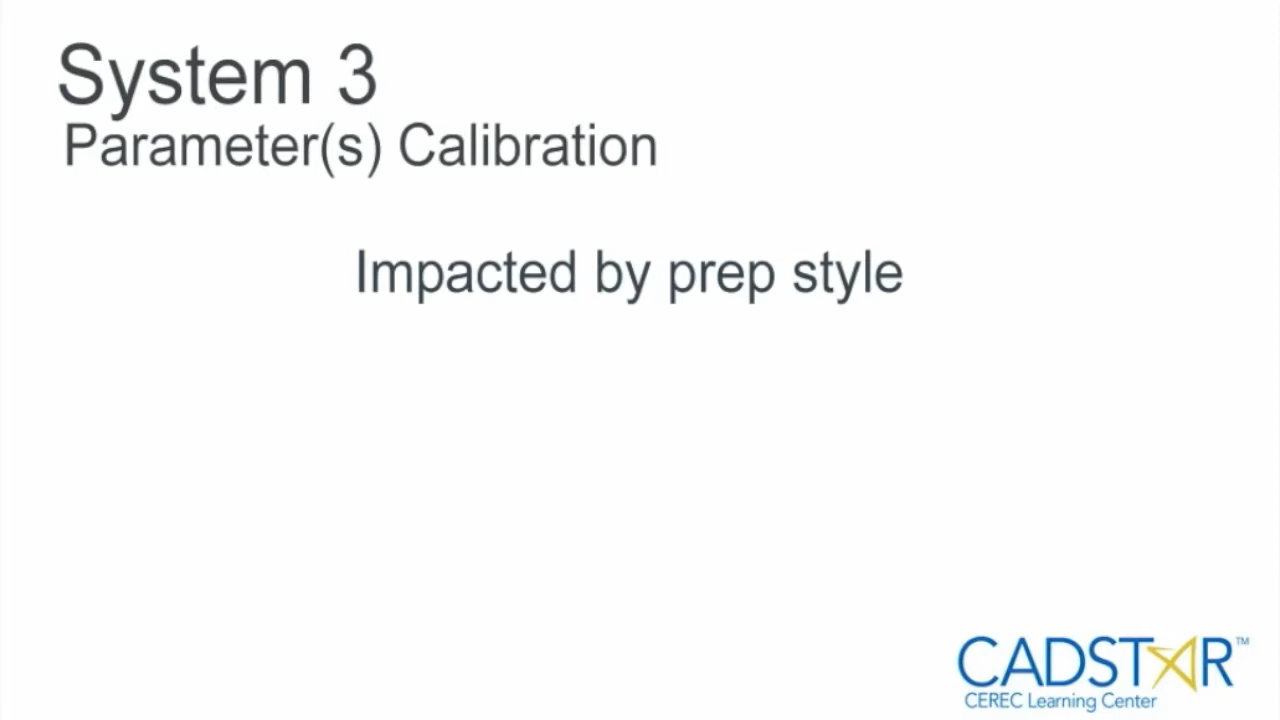 System 3
Parameter(s) Calibration
Impacted by prep style
CADSTAR™
CEREC Learning Center